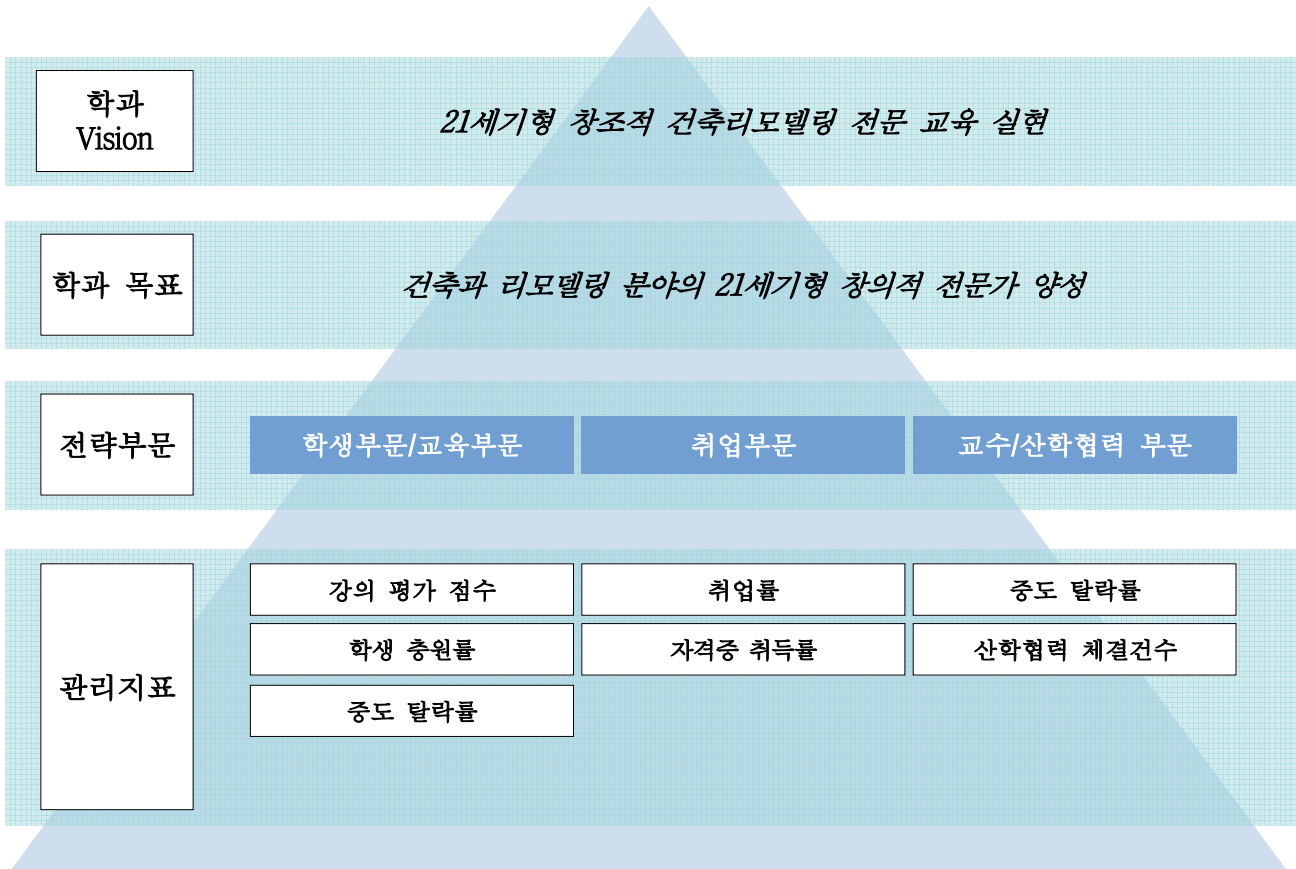 학과
Vision
21세기형 창조적 건축리모델링 전문 교육 실현
학과 목표
건축과 리모델링 분야의 21세기형 창의적 전문가 양성
전략부문
학생부문/교육부문
취업부문
교수/산학협력 부문
관리지표
강의 평가 점수
취업률
중도 탈락률
학생 충원률
자격증 취득률
산학협력 체결건수
중도 탈락률